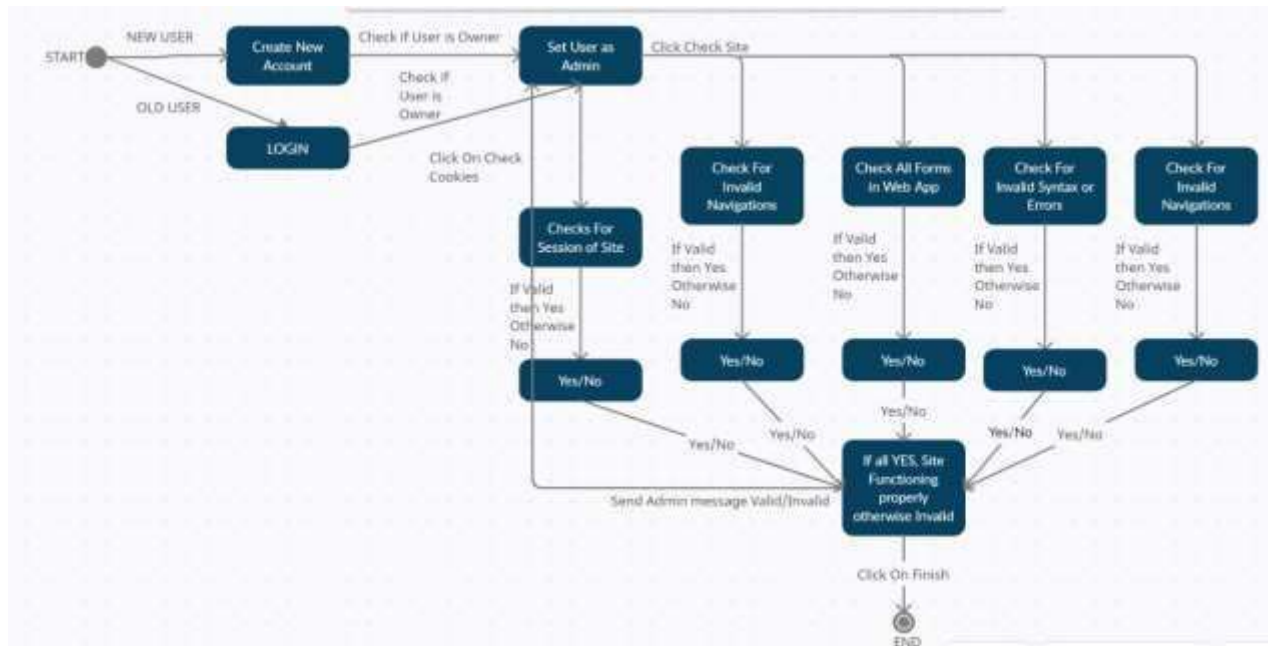 START
NEW USER
OLD USER
Create New
Account
LOGIN
Check if User is Owner
Check if
User is
Owner
Set User as
Admin
Click Check Site
Click On Check
Cookies
Checks For
Session of Site
Check For
Invalid
Navigations
Check All Forms
in Web App
Check For
Invalid Syntax or
Errors
Check For
Invalid
Navigations
If Valid
then Yes
Otherwise
No
If Valid
then Yes
Otherwise
No
If Valid
then Yes
Otherwise
No
If Valid
then Yes
Otherwise
No
If Valid
then Yes
Otherwise
No
Yes/No
Yes/No
Yes/No
Yes/No
Yes/No
Yes/No
Yes/No
Yes/No
Yes/No
Yes/No
If all YES, Site
Functioning
properly
otherwise Invalid
Send Admin message Valid/Invalid
Click On Finish
END